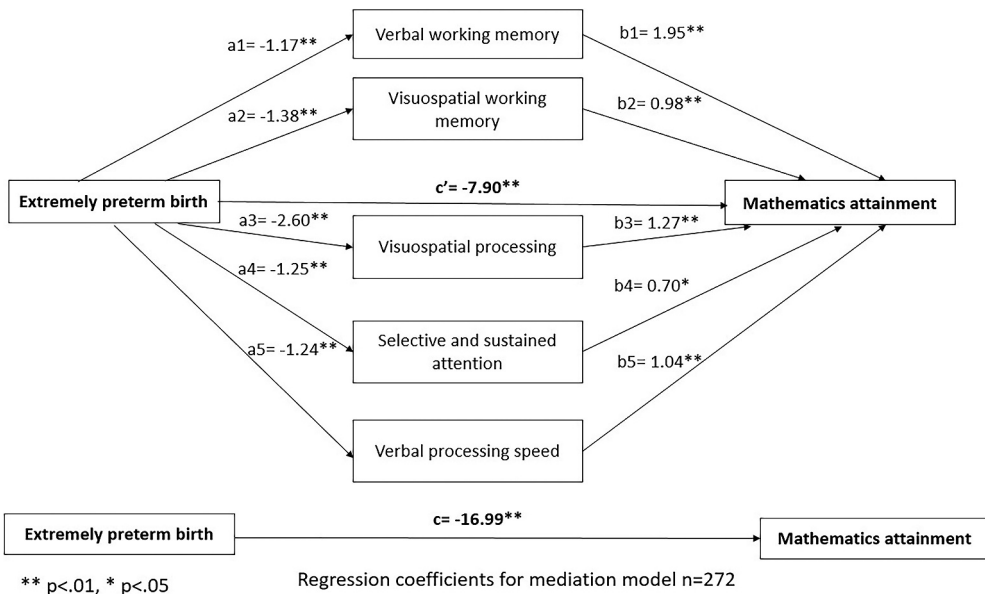 Verbal working memory
a1= -1.17**
b1= 1.95**
Visuospatial working
memory
a2= -1.38**
b2= 0.98**
Extremely preterm birth
c’= -7.90**
Mathematics attainment
a3= -2.60**
Visuospatial processing
b3= 1.27**
a4= -1.25**
b4= 0.70*
Selective and sustained
attention
a5= -1.24**
b5= 1.04**
Verbal processing speed
Extremely preterm birth
c= -16.99**
Mathematics attainment
** p<.01, * p<.05
Regression coefficients for mediation model n=272